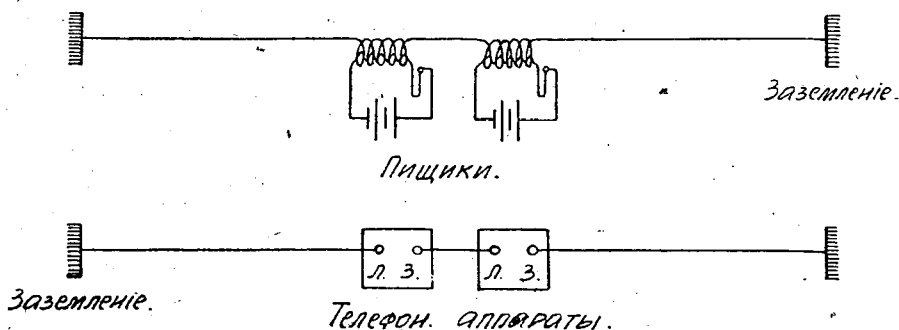 Заземленіе.
Пищики.
Л. З. Л. З.
Заземленіе.
Телефон. аппараты.